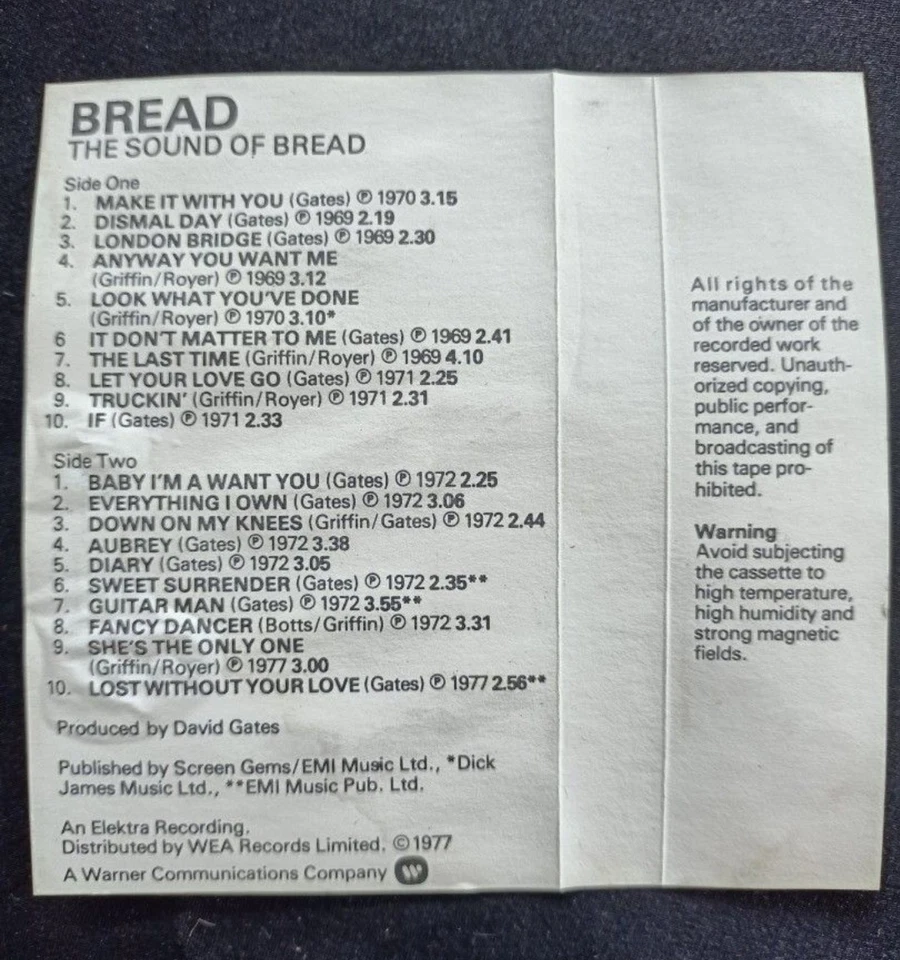 BREAD
THE SOUND OF BREAD
Side One
1. MAKE IT WITH YOU (Gates) ℗ 1970 3.15
2. DISMAL DAY (Gates) ℗ 1969 2.19
3. LONDON BRIDGE (Gates) ℗ 1969 2.30
4. ANYWAY YOU WANT ME
(Griffin/Royer) ℗ 1969 3.12
5. LOOK WHAT YOU'VE DONE
(Griffin/Royer) ℗ 1970 3.10*
6 IT DON'T MATTER TO ME (Gates) ℗ 1969 2.41
7. THE LAST TIME (Griffin/Royer) ℗ 1969 4.10
8. LET YOUR LOVE GO (Gates) ℗ 1971 2.25
9. TRUCKIN' (Griffin/Royer) ℗ 1971 2.31
10. IF (Gates) ℗ 1971 2.33
Side Two
1. BABY I'M A WANT YOU (Gates) ℗ 1972 2.25
2. EVERYTHING I OWN (Gates) ℗ 1972 3.06
3. DOWN ON MY KNEES (Griffin/Gates) ℗ 1972 2.44
4. AUBREY (Gates) ℗ 1972 3.38
5. DIARY (Gates) ℗ 1972 3.05
6. SWEET SURRENDER (Gates) ℗ 1972 2.35**
7. GUITAR MAN (Gates) ℗ 1972 3.55**
8. FANCY DANCER (Botts/Griffin) ℗ 1972 3.31
9. SHE'S THE ONLY ONE
(Griffin/Royer) ℗ 1977 3.00
10. LOST WITHOUT YOUR LOVE (Gates) ℗ 1977 2.56**
Produced by David Gates
Published by Screen Gems/EMI Music Ltd., *Dick
James Music Ltd., **EMI Music Pub. Ltd.
An Elektra Recording.
Distributed by WEA Records Limited. ©1977
A Warner Communications Company
All rights of the
manufacturer and
of the owner of the
recorded work
reserved. Unauth-
orized copying,
public perfor-
mance, and
broadcasting of
this tape pro-
hibited.
Warning
Avoid subjecting
the cassette to
high temperature,
high humidity and
strong magnetic
fields.